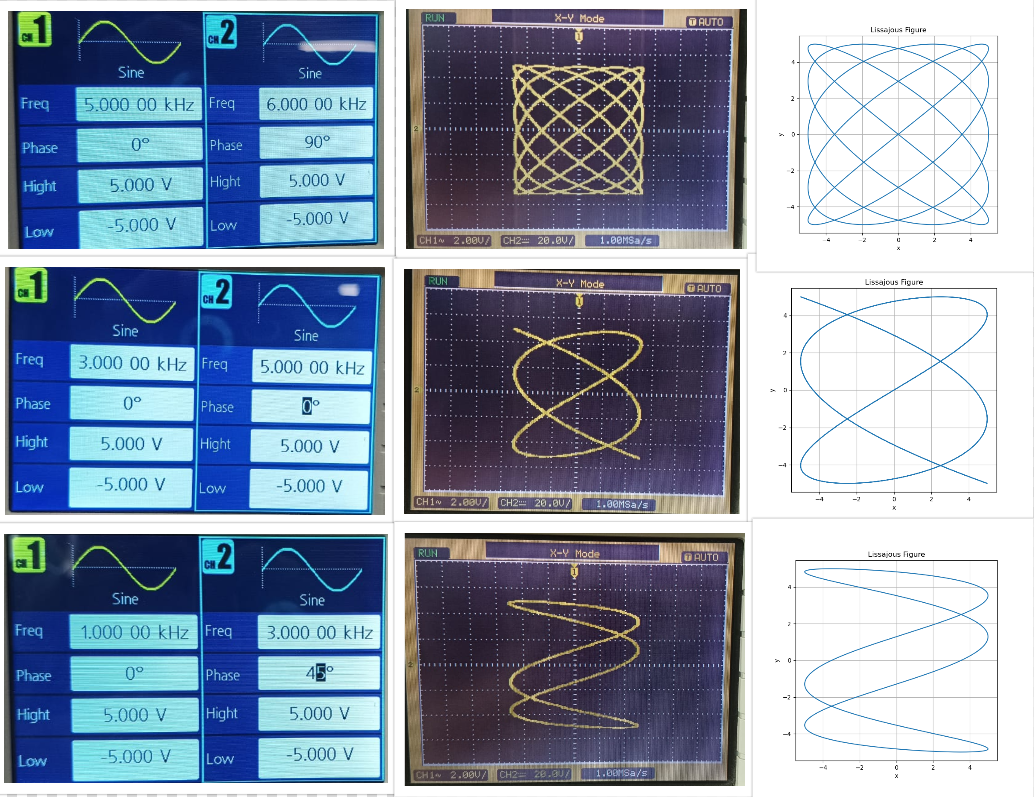 CH 1 CH 2
Sine Sine
Freq 5.000 00 kHz Freq 6.000 00 kHz
Phase 0° Phase 90°
Hight 5.000 V Hight 5.000 V
Low -5.000 V Low -5.000 V
RUN X-Y Mode T AUTO
1
2
CH1~ 2.00V/ CH2 20.0V/ 1.00MSa/s
Lissajous Figure
4
2
y 0
−2
−4
−4 −2 0 2 4
x
CH 1 CH 2
Sine Sine
Freq 3.000 00 kHz Freq 5.000 00 kHz
Phase 0° Phase 0°
Hight 5.000 V Hight 5.000 V
Low -5.000 V Low -5.000 V
RUN X-Y Mode T AUTO
1
2
CH1~ 2.00V/ CH2 20.0V/ 1.00MSa/s
Lissajous Figure
4
2
y 0
−2
−4
−4 −2 0 2 4
x
CH 1 CH 2
Sine Sine
Freq 1.000 00 kHz Freq 3.000 00 kHz
Phase 0° Phase 45°
Hight 5.000 V Hight 5.000 V
Low -5.000 V Low -5.000 V
RUN X-Y Mode T AUTO
1
2
CH1~ 2.00V/ CH2 20.0V/ 1.00MSa/s
Lissajous Figure
4
2
y 0
−2
−4
−4 −2 0 2 4
x